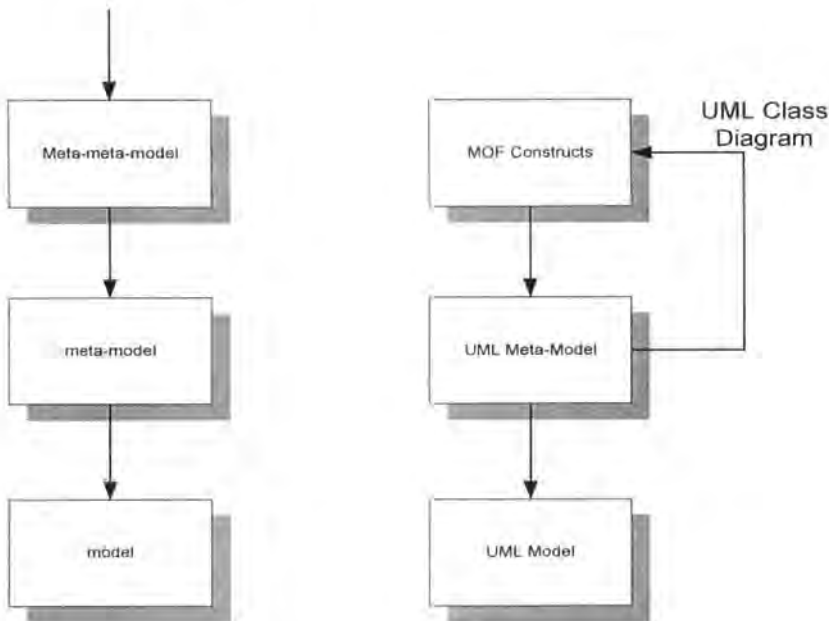 UML Class
Diagram
Meta-meta-model
MOF Constructs
meta-model
UML Meta-Model
model
UML Model